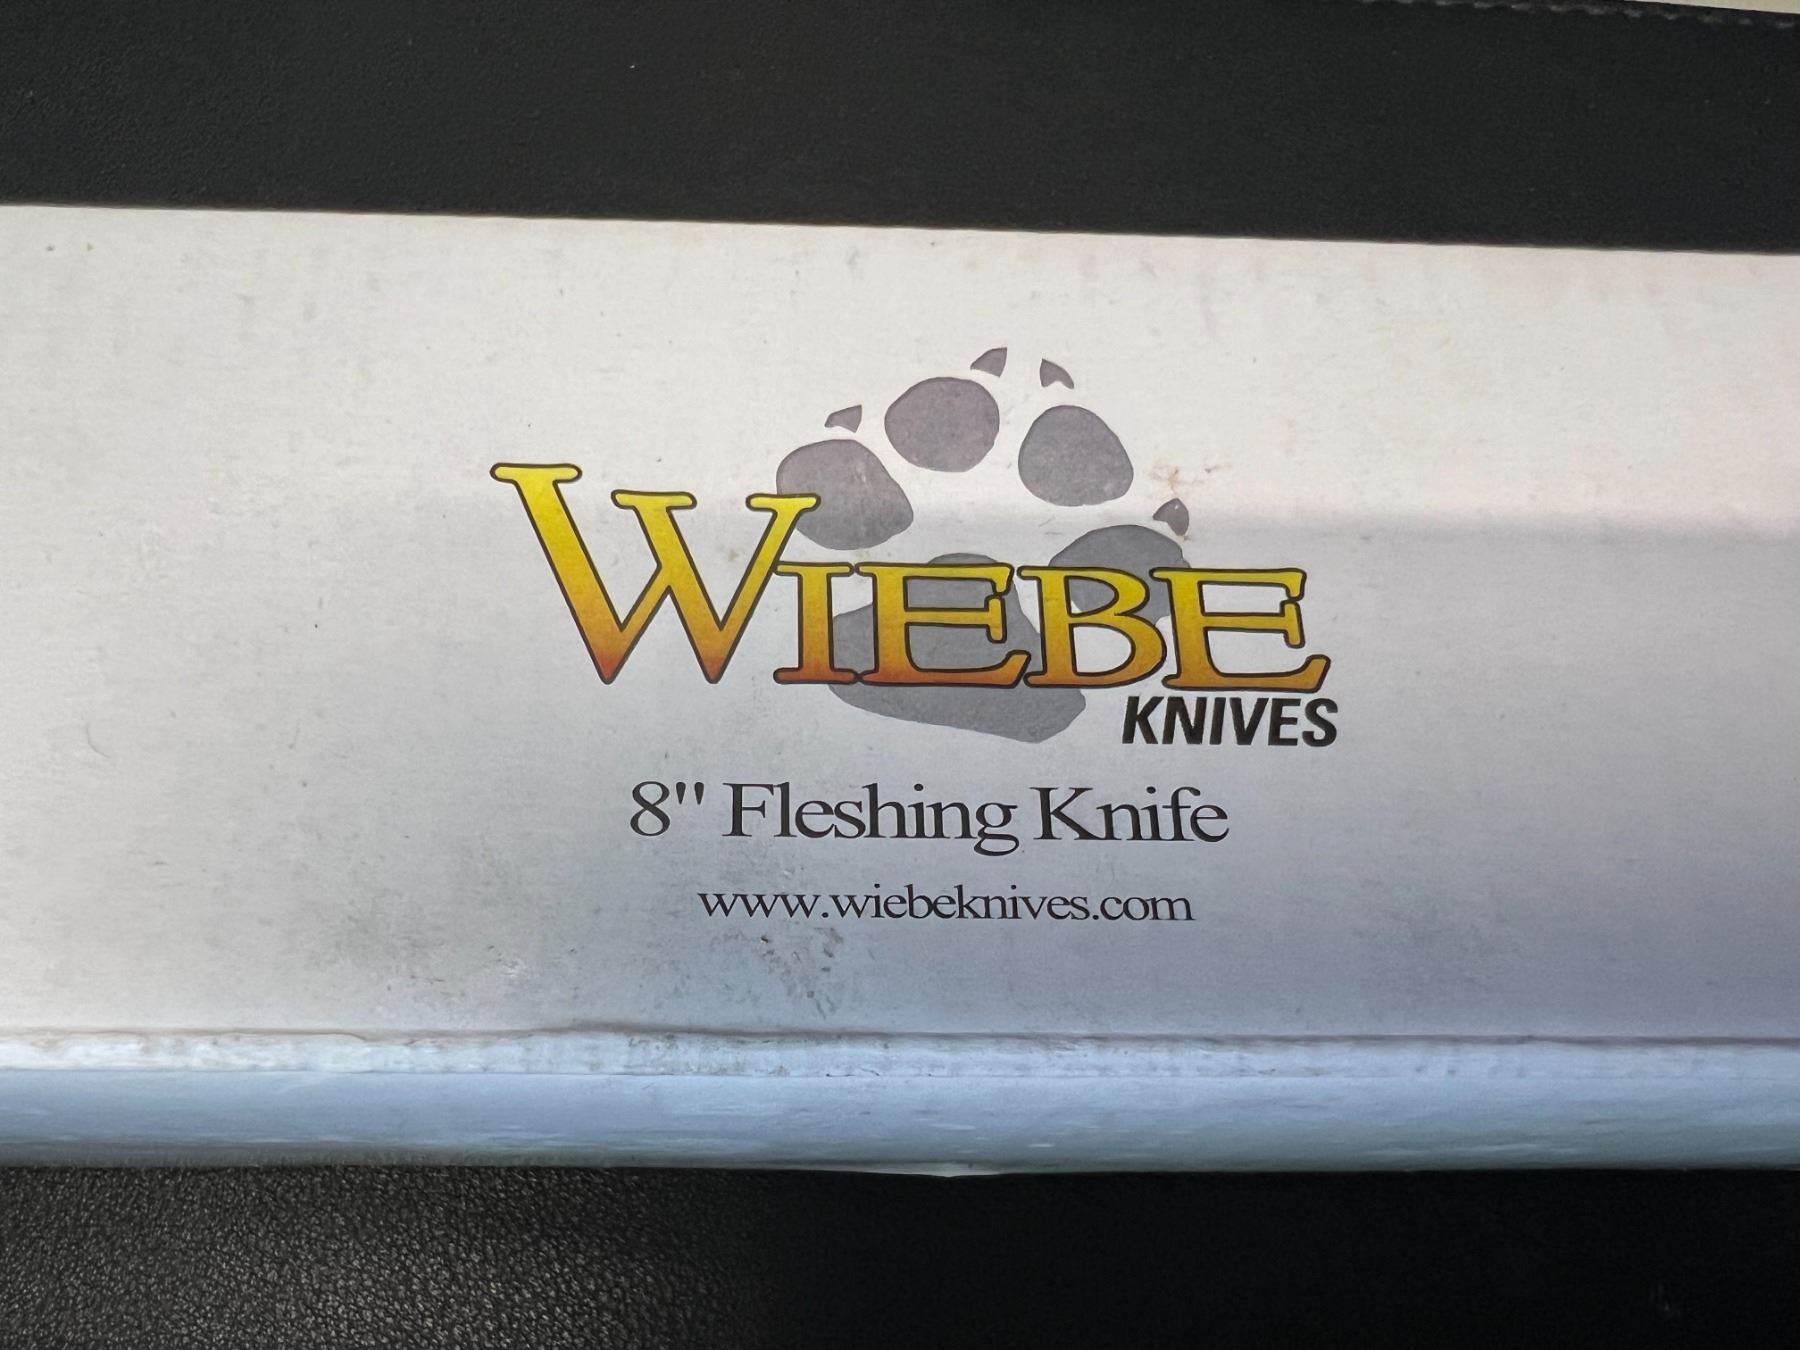 WIEBE
KNIVES
8" Fleshing Knife
www.wiebeknives.com